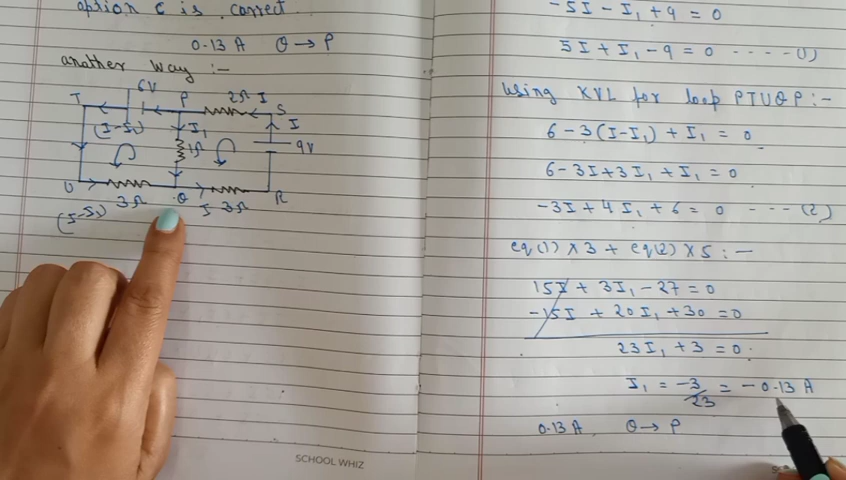 option C is correct.
0.13 A Q → P
another way :-
6V
T P 2Ω I S
(I-I₁) I₁ I
1Ω 9V
U 3Ω Q I 3Ω R
(I-I₁)
SCHOOL WHIZ
-5I - I₁ + 9 = 0
5I + I₁ - 9 = 0 ---- (1)
Using KVL for loop PTUQP :-
6 - 3(I-I₁) + I₁ = 0
6 - 3I + 3I₁ + I₁ = 0
-3I + 4I₁ + 6 = 0 --- (2)
eq(1) × 3 + eq(2) × 5 :-
15I + 3I₁ - 27 = 0
-15I + 20I₁ + 30 = 0
23I₁ + 3 = 0
I₁ = -3/23 = -0.13 A
0.13 A, Q → P